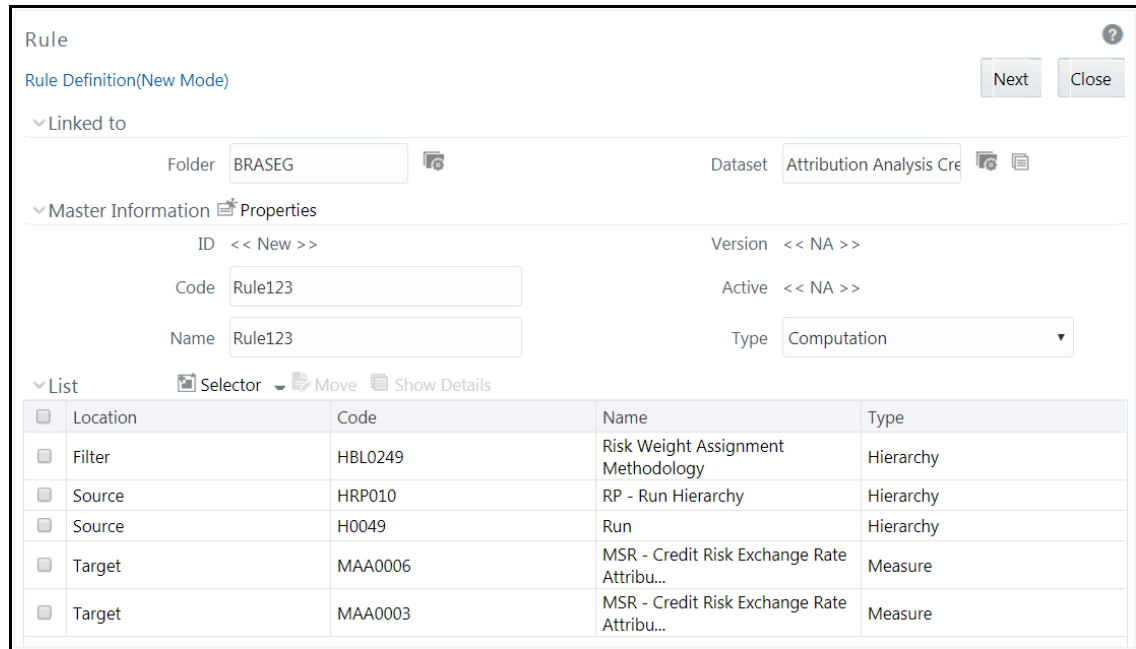 Rule
?
Rule Definition(New Mode)
Next Close
Linked to
Folder BRASEG Dataset Attribution Analysis Cre
Master Information Properties
ID << New >> Version << NA >>
Code Rule123 Active << NA >>
Name Rule123 Type Computation
List Selector Move Show Details
Location Code Name Type
Filter HBL0249 Risk Weight Assignment Hierarchy
Methodology
Source HRP010 RP - Run Hierarchy Hierarchy
Source H0049 Run Hierarchy
Target MAA0006 MSR - Credit Risk Exchange Rate Measure
Attribu...
Target MAA0003 MSR - Credit Risk Exchange Rate Measure
Attribu...